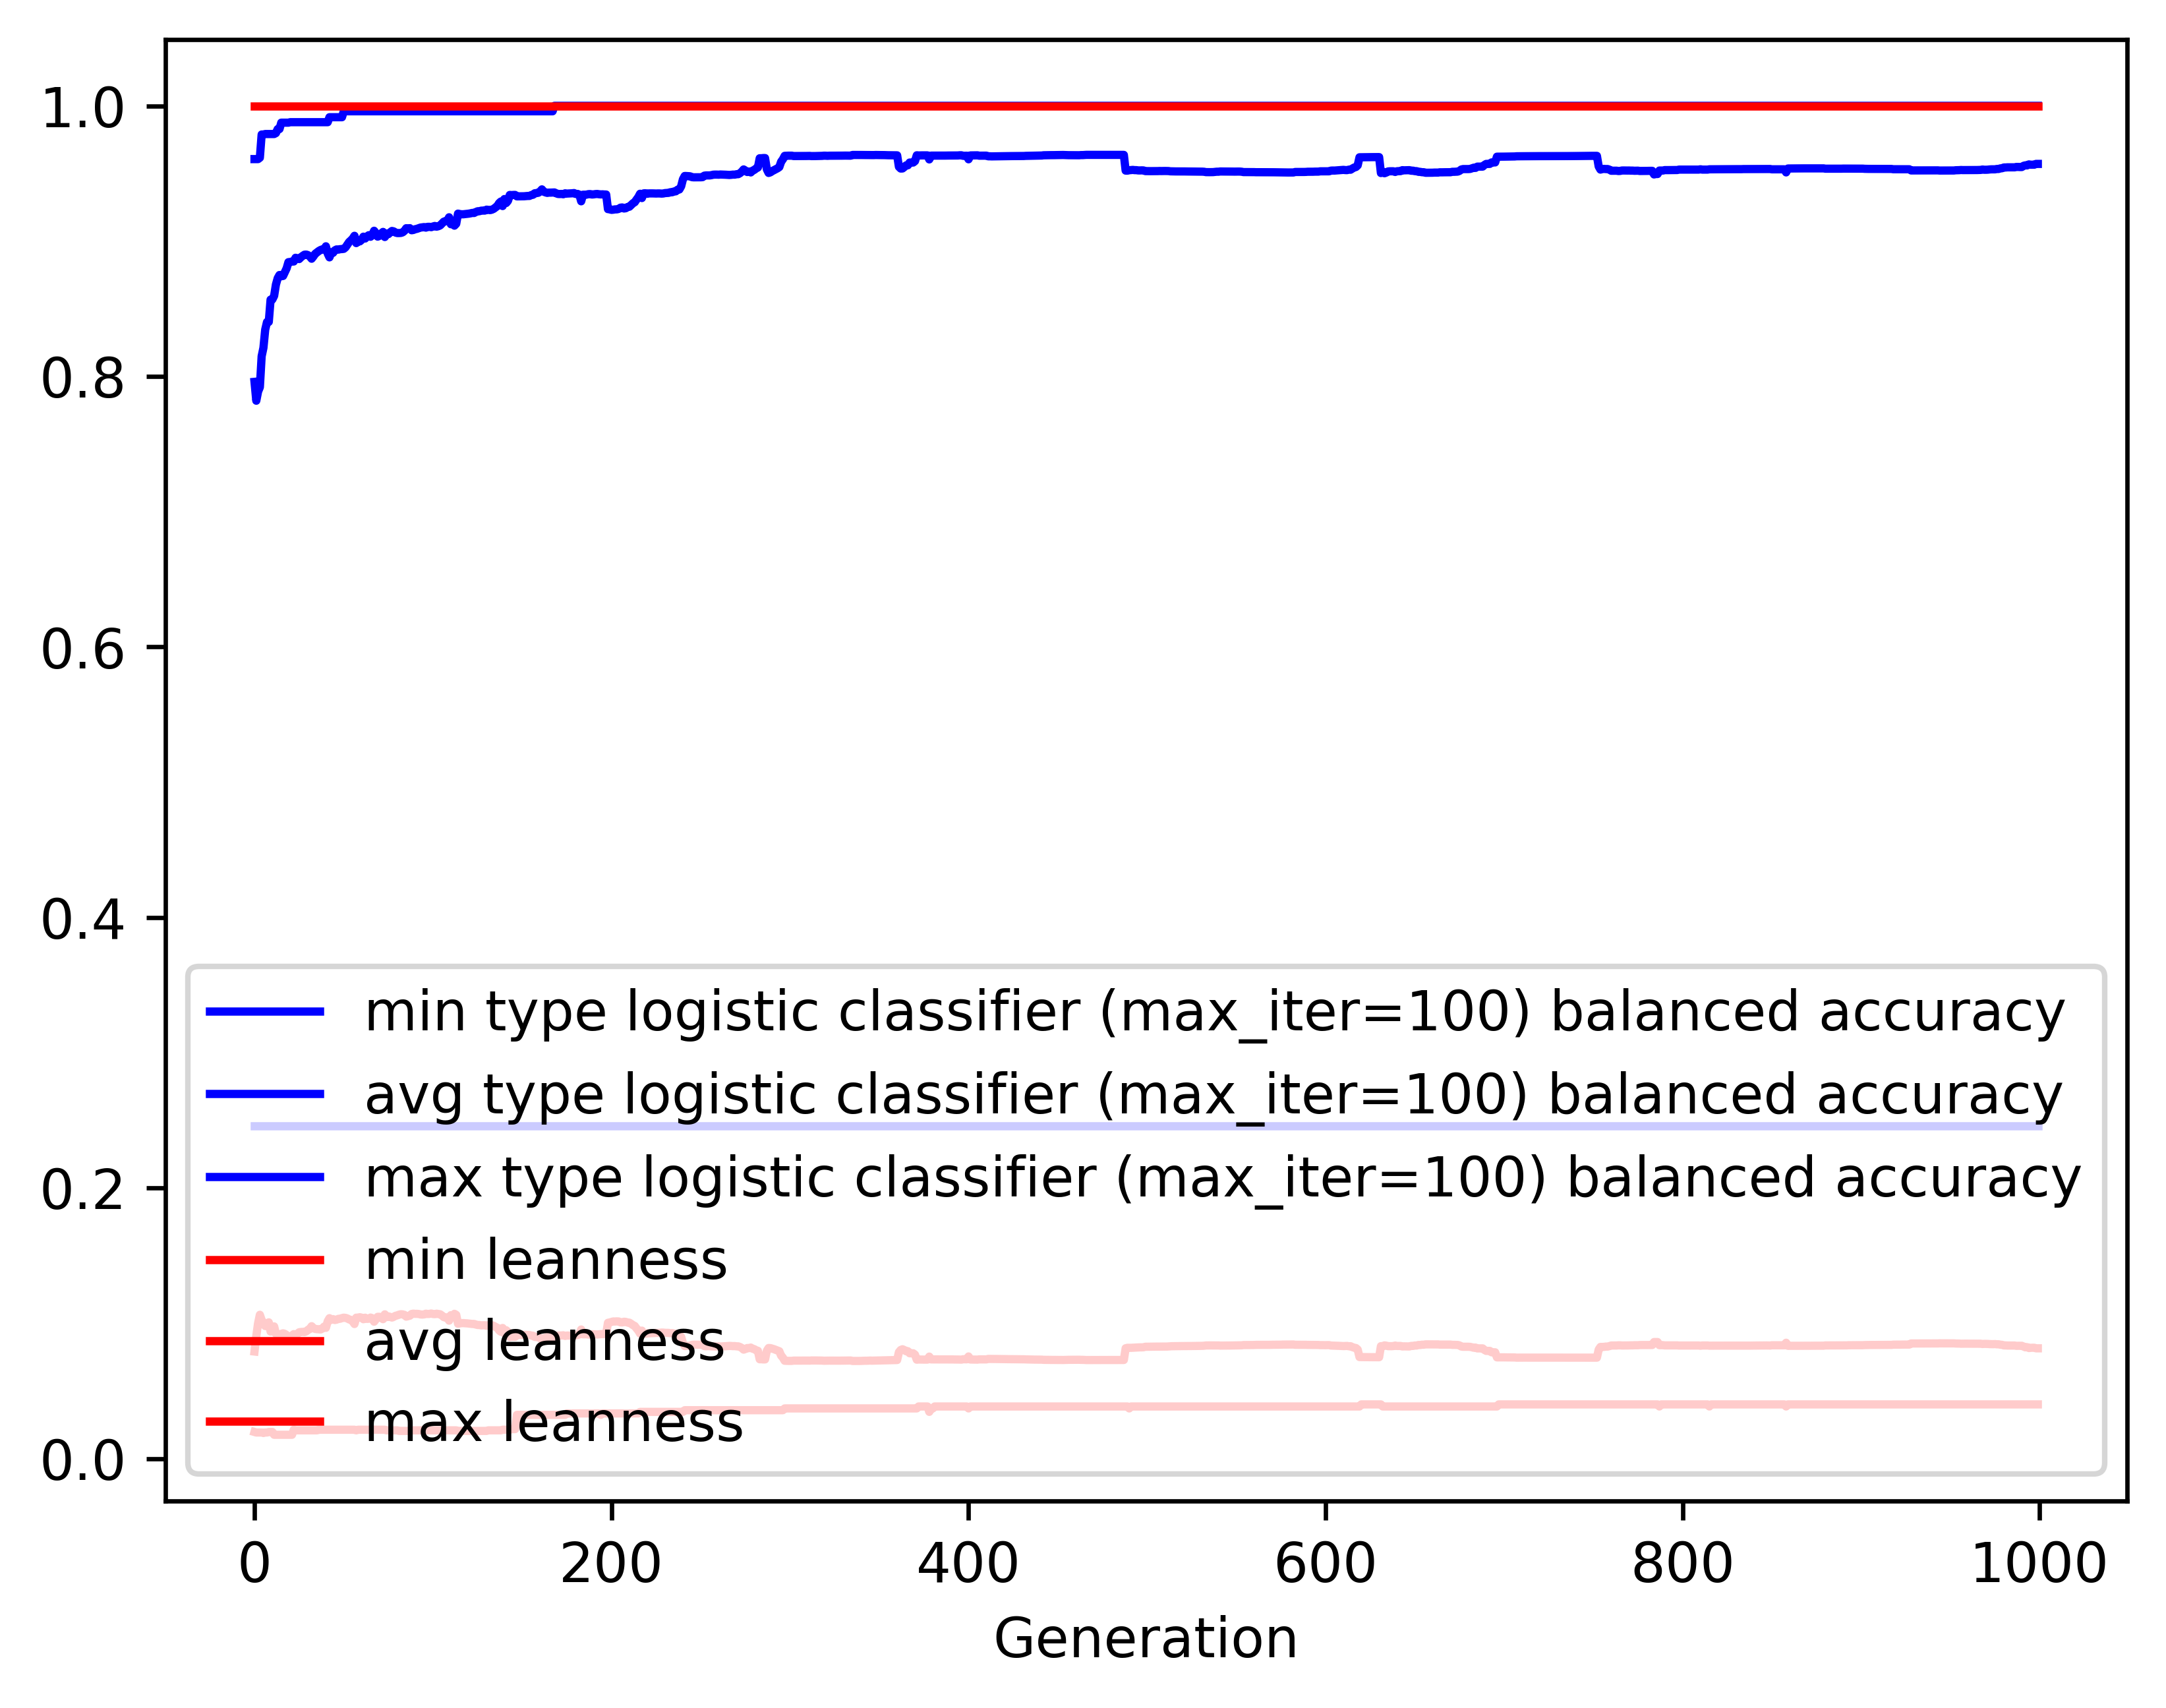 1.0
0.8
0.6
0.4
0.2
0.0
min type logistic classifier (max_iter=100) balanced accuracy
avg type logistic classifier (max_iter=100) balanced accuracy
max type logistic classifier (max_iter=100) balanced accuracy
min leanness
avg leanness
max leanness
0 200 400 600 800 1000
Generation